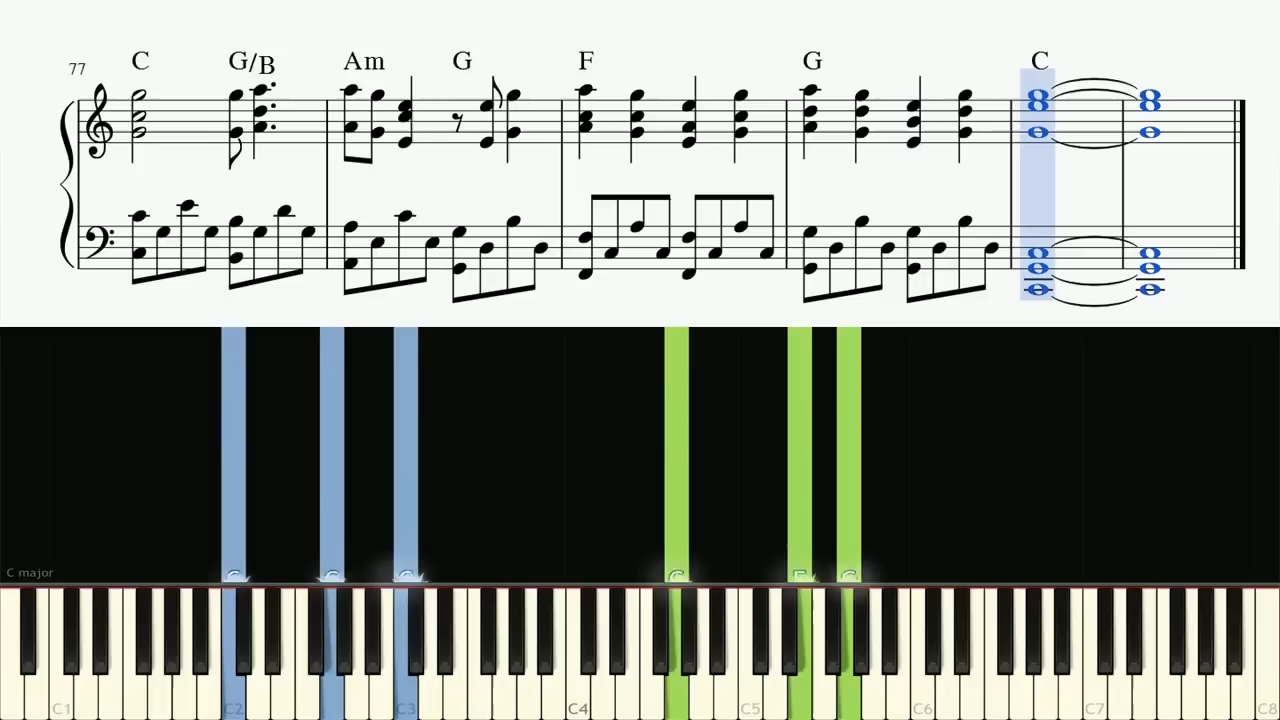 C G/B Am G F G C
77
C G C G E G
C major
C1 C2 C3 C4 C5 C6 C7 C8